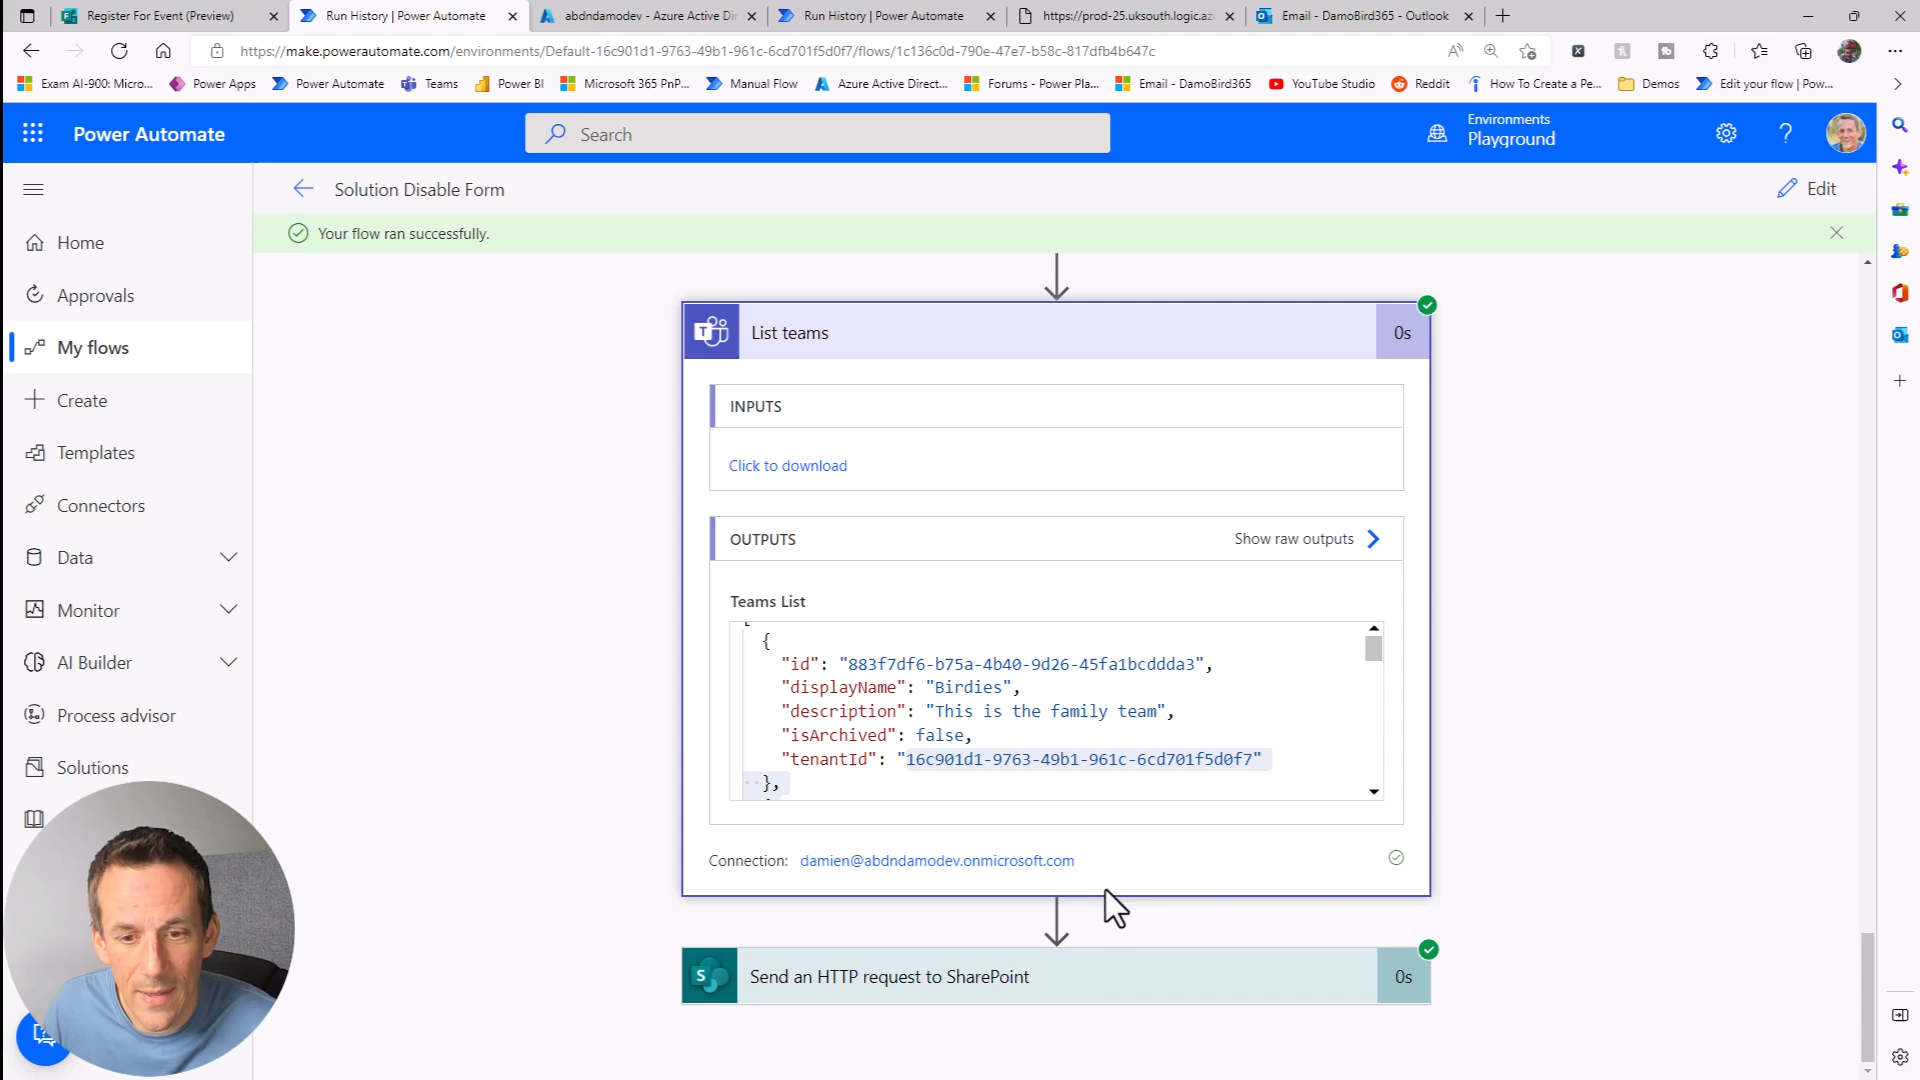 Register For Event (Preview)
Run History | Power Automate
abdndamodev - Azure Active Dir
Run History | Power Automate
https://prod-25.uksouth.logic.az
Email - DamoBird365 - Outlook
https://make.powerautomate.com/environments/Default-16c901d1-9763-49b1-961c-6cd701f5d0f7/flows/1c136c0d-790e-47e7-b58c-817dfb4b647c
Exam AI-900: Micro...
Power Apps
Power Automate
Teams
Power BI
Microsoft 365 PnP...
Manual Flow
Azure Active Direct...
Forums - Power Pla...
Email - DamoBird365
YouTube Studio
Reddit
How To Create a Pe...
Demos
Edit your flow | Pow...
Power Automate
Search
Environments
Playground
Solution Disable Form
Edit
Your flow ran successfully.
Home
Approvals
My flows
Create
Templates
Connectors
Data
Monitor
AI Builder
Process advisor
Solutions
List teams
0s
INPUTS
Click to download
OUTPUTS
Show raw outputs
Teams List
{
"id": "883f7df6-b75a-4b40-9d26-45fa1bcddda3",
"displayName": "Birdies",
"description": "This is the family team",
"isArchived": false,
"tenantId": "16c901d1-9763-49b1-961c-6cd701f5d0f7"
},
Connection: damien@abdndamodev.onmicrosoft.com
Send an HTTP request to SharePoint
0s